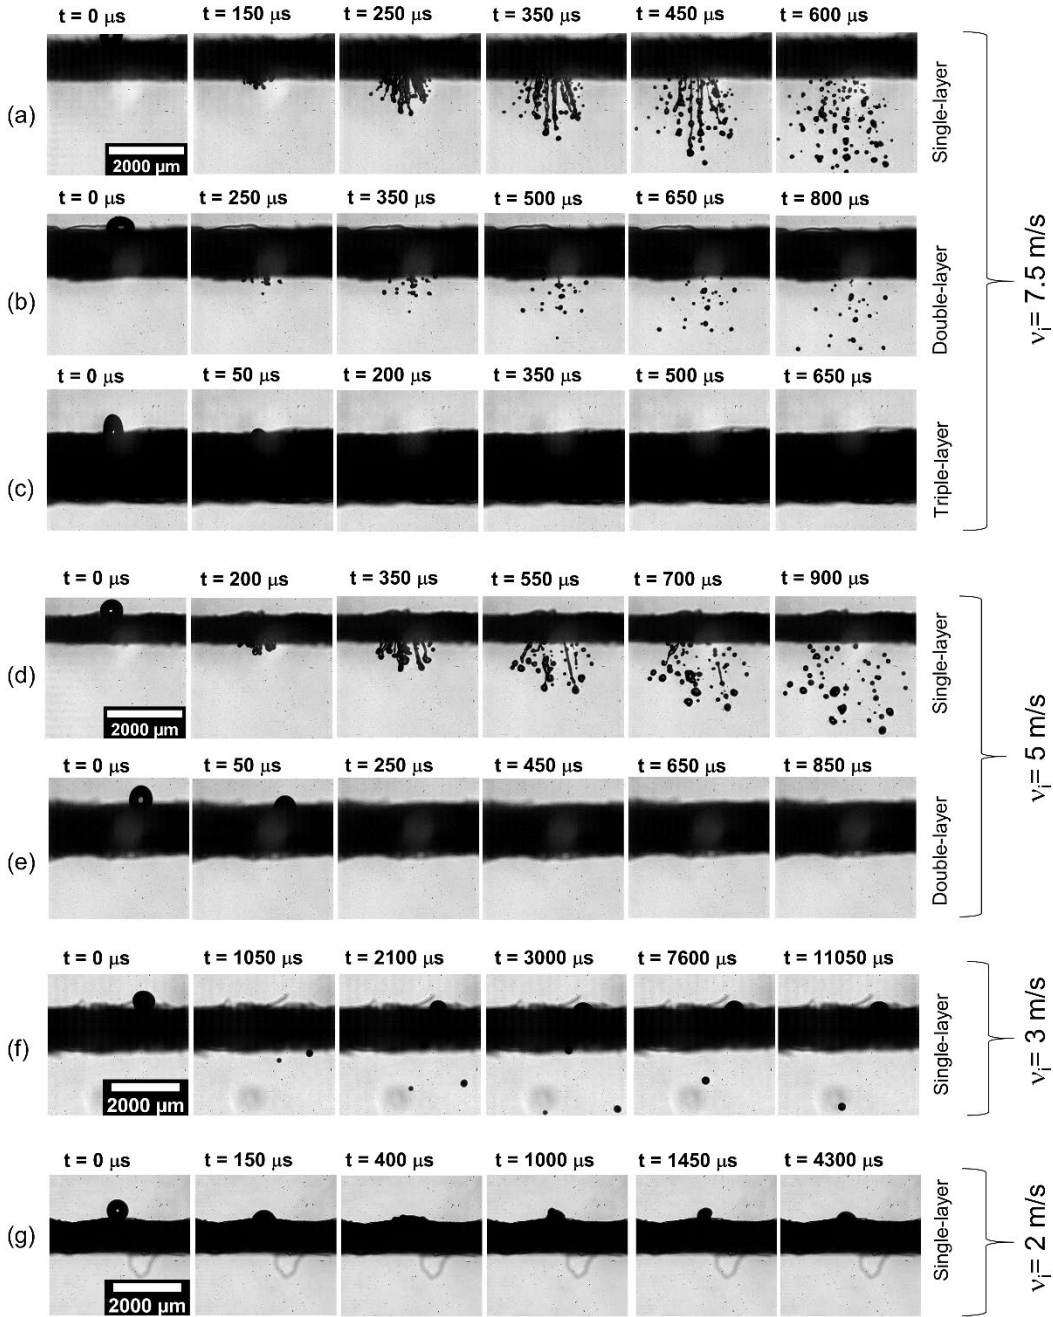 t = 0 μs t = 150 μs t = 250 μs t = 350 μs t = 450 μs t = 600 μs
(a)
2000 μm
Single-layer
t = 0 μs t = 250 μs t = 350 μs t = 500 μs t = 650 μs t = 800 μs
(b)
Double-layer
νi= 7.5 m/s
t = 0 μs t = 50 μs t = 200 μs t = 350 μs t = 500 μs t = 650 μs
(c)
Triple-layer
t = 0 μs t = 200 μs t = 350 μs t = 550 μs t = 700 μs t = 900 μs
(d)
2000 μm
Single-layer
νi= 5 m/s
t = 0 μs t = 50 μs t = 250 μs t = 450 μs t = 650 μs t = 850 μs
(e)
Double-layer
t = 0 μs t = 1050 μs t = 2100 μs t = 3000 μs t = 7600 μs t = 11050 μs
(f)
2000 μm
Single-layer
νi= 3 m/s
t = 0 μs t = 150 μs t = 400 μs t = 1000 μs t = 1450 μs t = 4300 μs
(g)
2000 μm
Single-layer
νi= 2 m/s